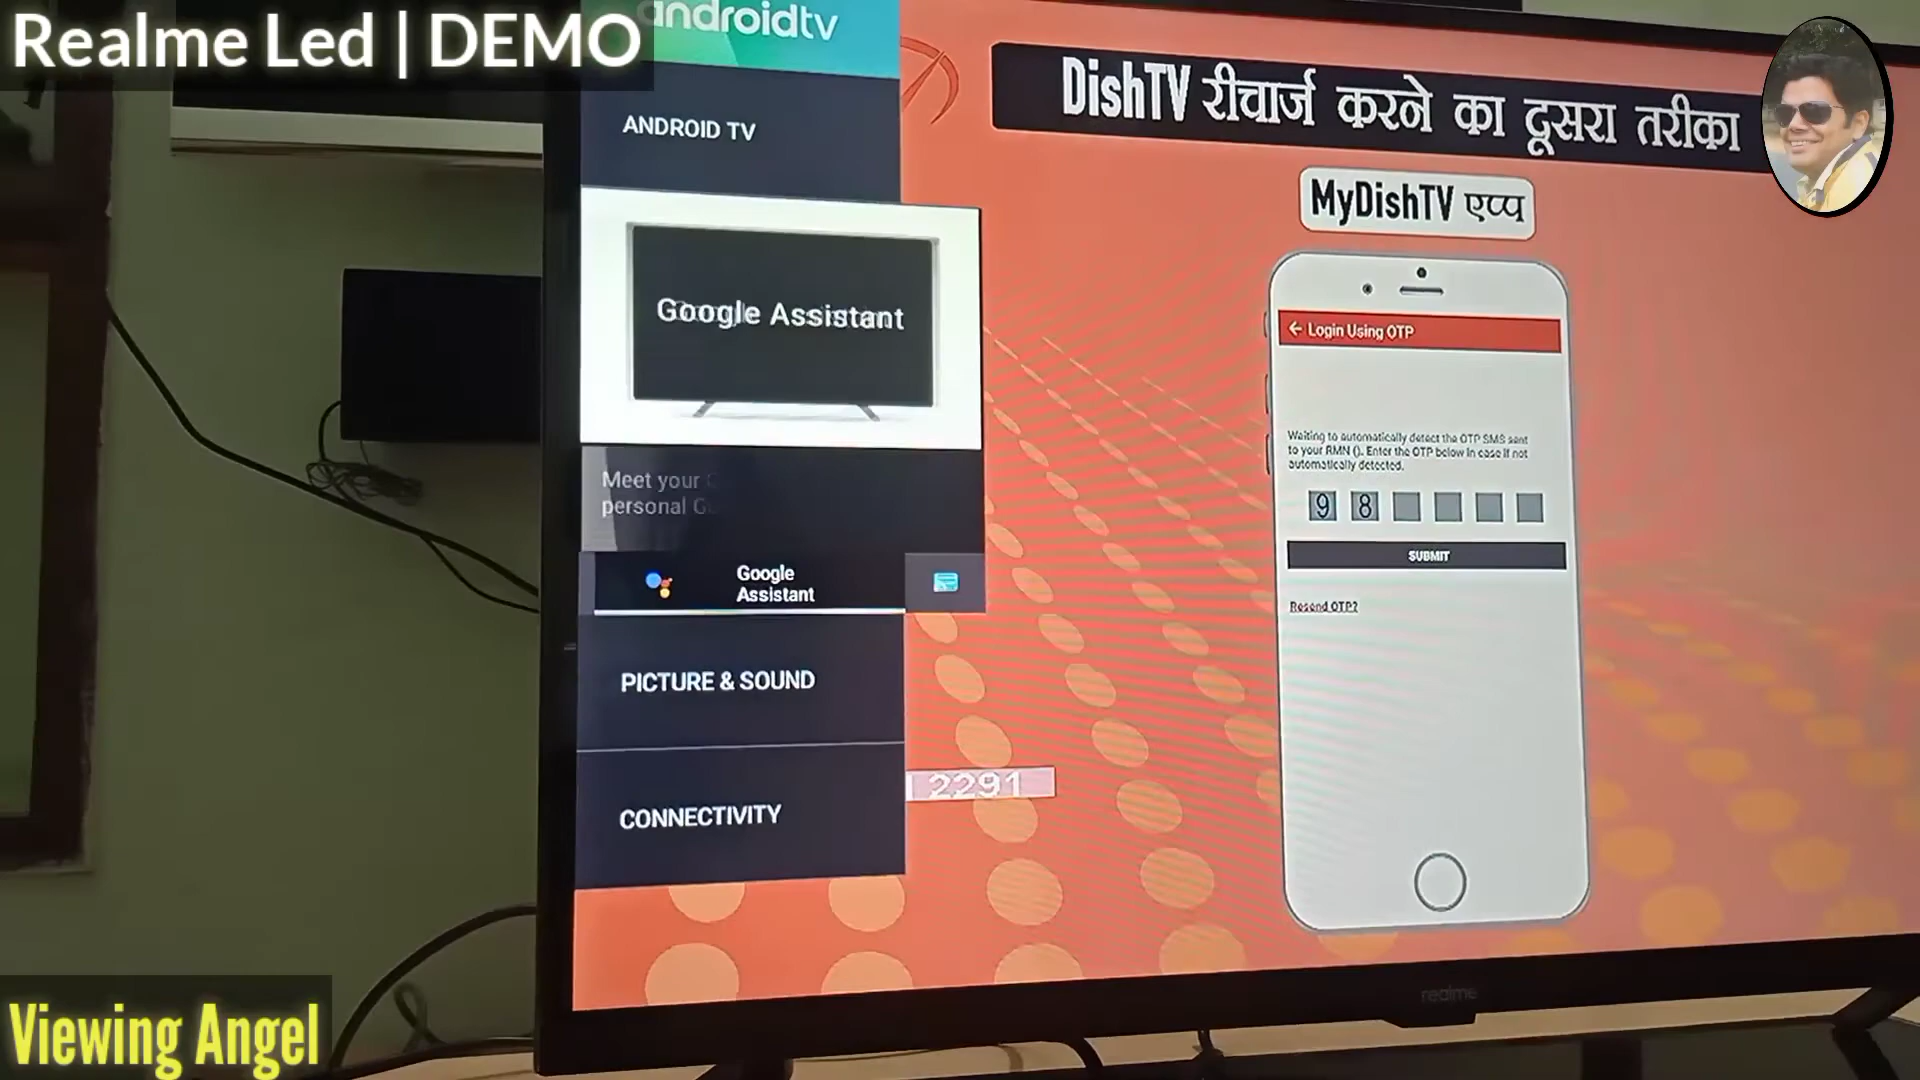 Realme Led | DEMO
androidtv
ANDROID TV
DishTV रीचार्ज करने का दूसरा तरीका
MyDishTV एप्प
Google Assistant
Login Using OTP
Waiting to automatically detect the OTP SMS sent
to your RMN (). Enter the OTP below in case if not
automatically detected.
9 8
SUBMIT
Resend OTP?
Meet your
personal
Google
Assistant
PICTURE & SOUND
2291
CONNECTIVITY
realme
Viewing Angel